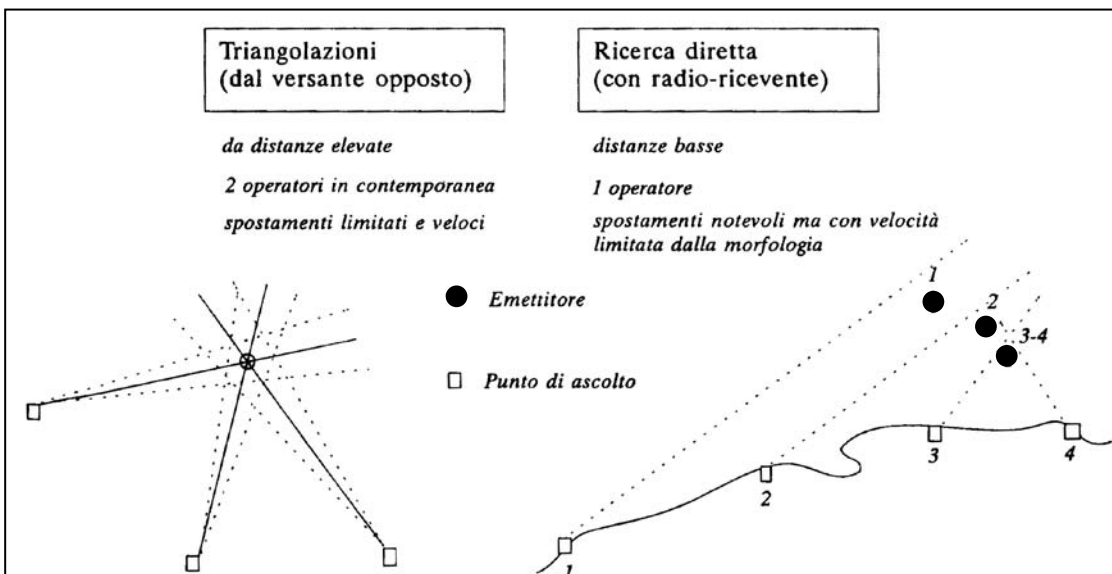 Triangolazioni
(dal versante opposto)
da distanze elevate
2 operatori in contemporanea
spostamenti limitati e veloci
Ricerca diretta
(con radio-ricevente)
distanze basse
1 operatore
spostamenti notevoli ma con velocità
limitata dalla morfologia
Emettitore
Punto di ascolto
1
2
3-4
1
2
3
4